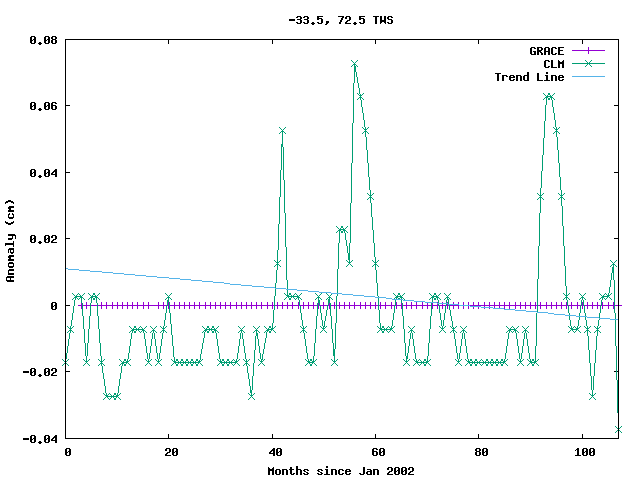 -33.5, 72.5 TWS
GRACE
CLM
Trend Line
Anomaly (cm)
0.08
0.06
0.04
0.02
0
-0.02
-0.04
0 20 40 60 80 100
Months since Jan 2002